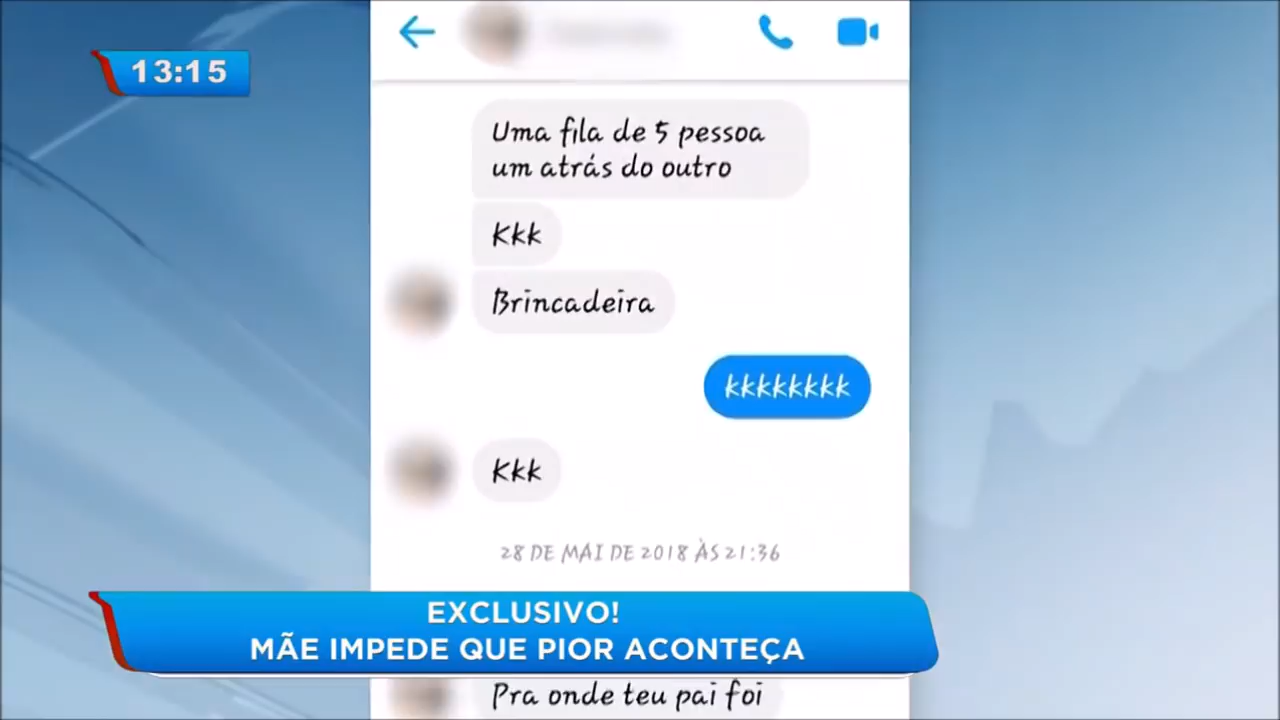 13:15
Uma fila de 5 pessoa
um atrás do outro
Kkk
Brincadeira
kkkkkkkk
Kkk
28 DE MAI DE 2018 ÀS 21:36
EXCLUSIVO!
MÃE IMPEDE QUE PIOR ACONTEÇA
Pra onde teu pai foi